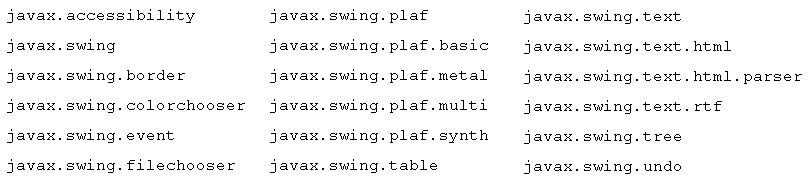 javax.accessibility javax.swing.plaf javax.swing.text
javax.swing javax.swing.plaf.basic javax.swing.text.html
javax.swing.border javax.swing.plaf.metal javax.swing.text.html.parser
javax.swing.colorchooser javax.swing.plaf.multi javax.swing.text.rtf
javax.swing.event javax.swing.plaf.synth javax.swing.tree
javax.swing.filechooser javax.swing.table javax.swing.undo